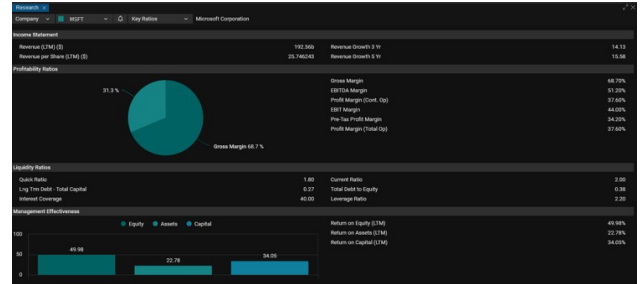 Research ×
Company MSFT Key Ratios Microsoft Corporation
Income Statement
Revenue (LTM) ($) 192.56b Revenue Growth 3 Yr 14.13
Revenue per Share (LTM) ($) 25.746243 Revenue Growth 5 Yr 15.58
Profitability Ratios
Gross Margin 68.70%
EBITDA Margin 51.20%
Profit Margin (Cont. Op) 37.60%
EBIT Margin 44.00%
Pre-Tax Profit Margin 34.20%
Profit Margin (Total Op) 37.60%
31.3 %
Gross Margin 68.7 %
Liquidity Ratios
Quick Ratio 1.80 Current Ratio 2.00
Lng Trm Debt - Total Capital 0.27 Total Debt to Equity 0.38
Interest Coverage 40.00 Leverage Ratio 2.20
Management Effectiveness
Equity Assets Capital
100
50
0
49.98
22.78
34.05
Return on Equity (LTM) 49.98%
Return on Assets (LTM) 22.78%
Return on Capital (LTM) 34.05%